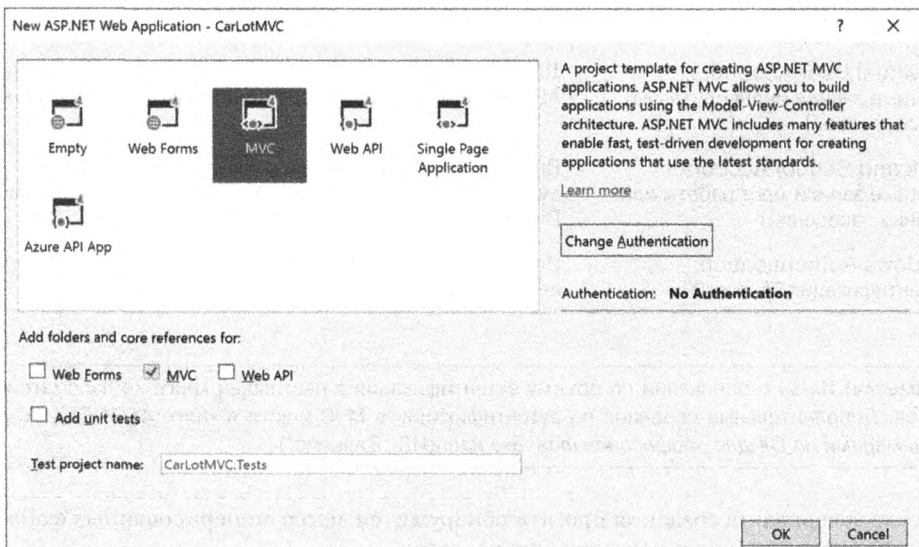 New ASP.NET Web Application - CarLotMVC
? X
Empty
Web Forms
MVC
Web API
Single Page
Application
Azure API App
A project template for creating ASP.NET MVC
applications. ASP.NET MVC allows you to build
applications using the Model-View-Controller
architecture. ASP.NET MVC includes many features that
enable fast, test-driven development for creating
applications that use the latest standards.
Learn more
Change Authentication
Authentication: No Authentication
Add folders and core references for:
Web Forms
MVC
Web API
Add unit tests
Test project name:
CarLotMVC.Tests
OK
Cancel